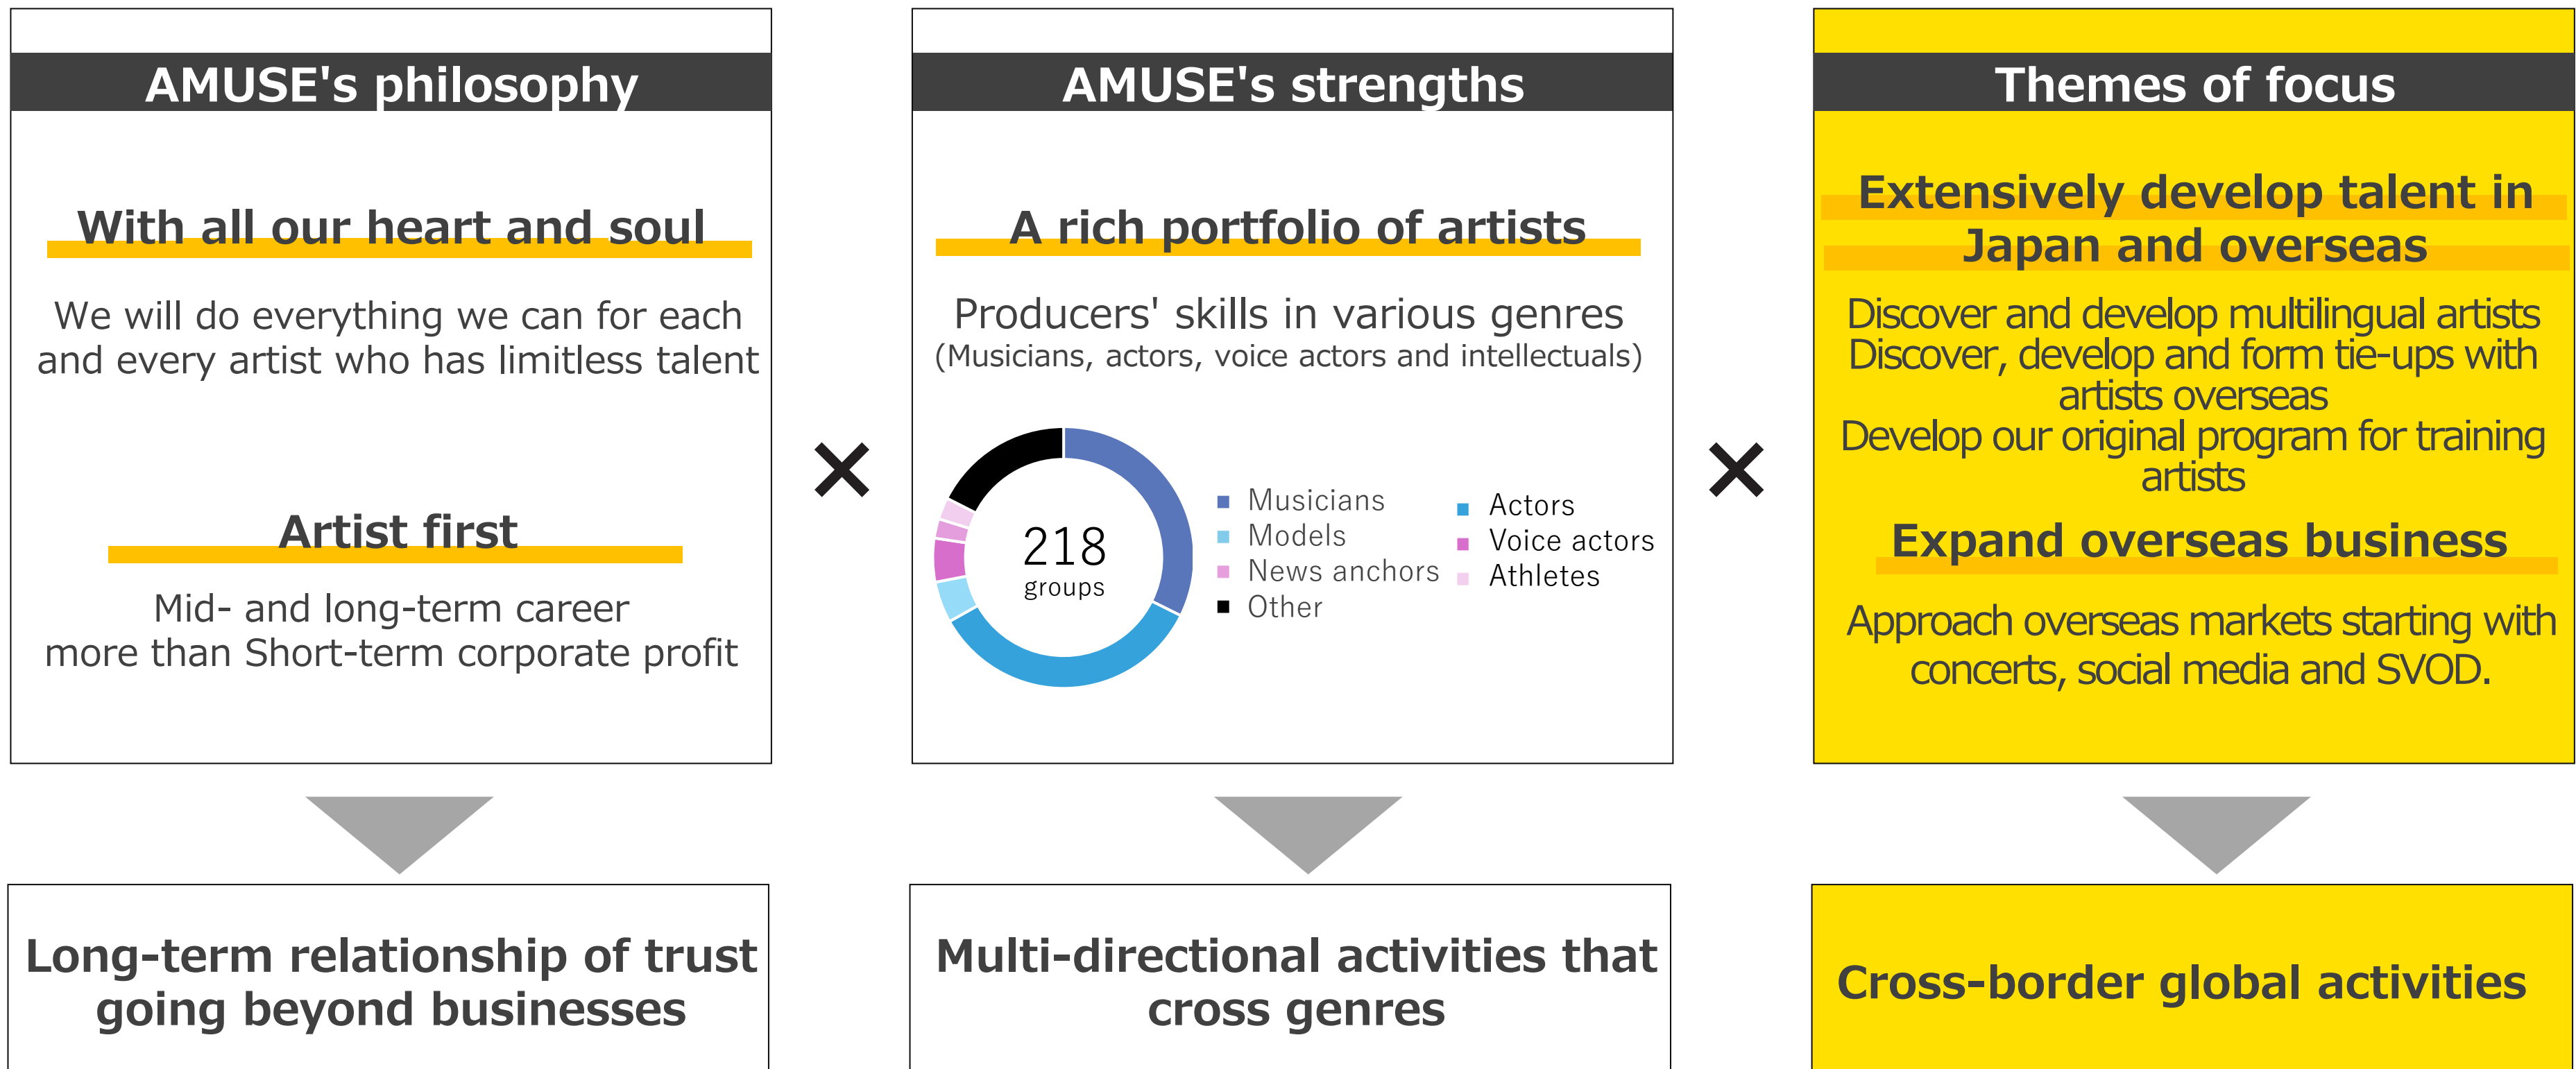 AMUSE's philosophy
With all our heart and soul
We will do everything we can for each
and every artist who has limitless talent
Artist first
Mid- and long-term career
more than Short-term corporate profit
×
AMUSE's strengths
A rich portfolio of artists
Producers' skills in various genres
(Musicians, actors, voice actors and intellectuals)
218
groups
Musicians
Models
News anchors
Other
Actors
Voice actors
Athletes
×
Themes of focus
Extensively develop talent in
Japan and overseas
Discover and develop multilingual artists
Discover, develop and form tie-ups with
artists overseas
Develop our original program for training
artists
Expand overseas business
Approach overseas markets starting with
concerts, social media and SVOD.
Long-term relationship of trust
going beyond businesses
Multi-directional activities that
cross genres
Cross-border global activities